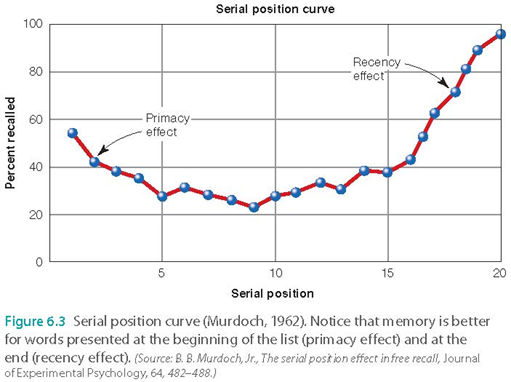 Serial position curve
100
80
60
40
20
0
Percent recalled
Primacy
effect
Recency
effect
5
10
15
20
Serial position
Figure 6.3 Serial position curve (Murdoch, 1962). Notice that memory is better
for words presented at the beginning of the list (primacy effect) and at the
end (recency effect). (Source: B. B. Murdoch, Jr., The serial position effect in free recall, Journal
of Experimental Psychology, 64, 482–488.)